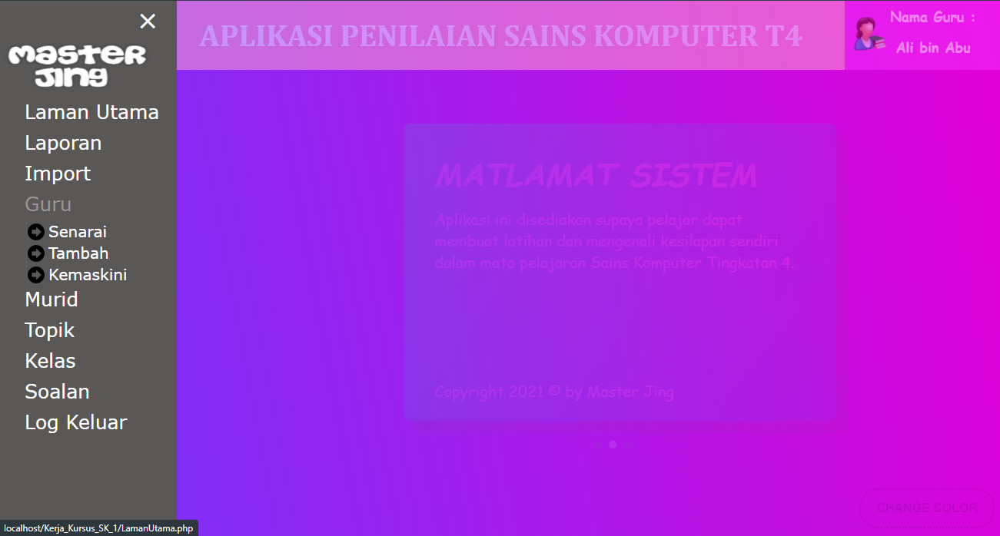 ×
MASTER
JING
Laman Utama
Laporan
Import
Guru
Senarai
Tambah
Kemaskini
Murid
Topik
Kelas
Soalan
Log Keluar
APLIKASI PENILAIAN SAINS KOMPUTER T4
Nama Guru :
Ali bin Abu
MATLAMAT SISTEM
Aplikasi ini disediakan supaya pelajar dapat
membuat latihan dan mengenali kesilapan sendiri
dalam mata pelajaran Sains Komputer Tingkatan 4.
Copyright 2021 © by Master Jing
CHANGE COLOR
localhost/Kerja_Kursus_SK_1/LamanUtama.php